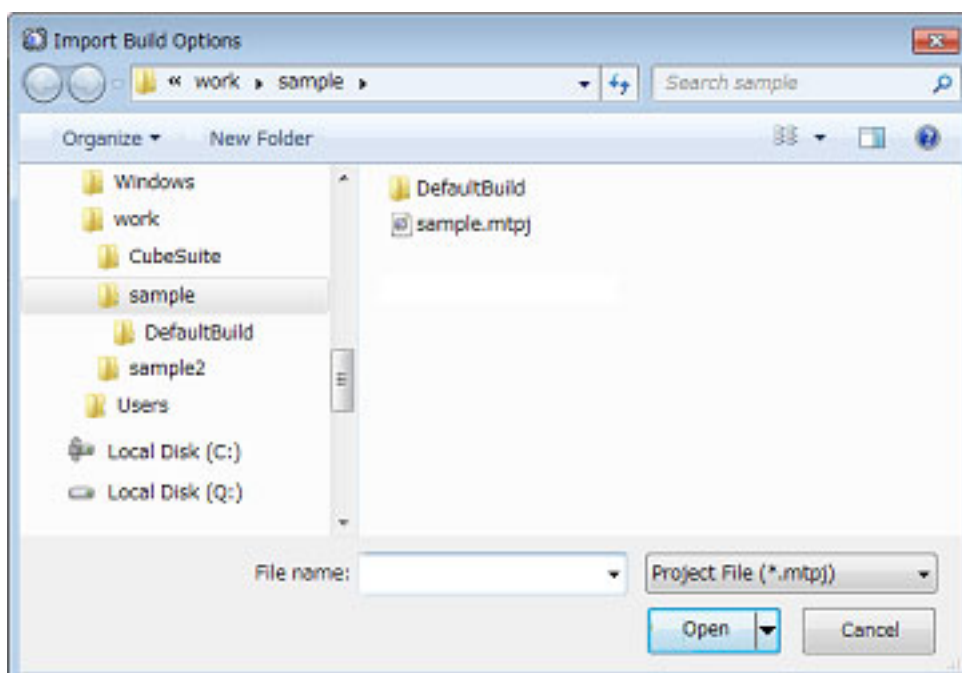 Import Build Options
« work ▸ sample ▸
Search sample
Organize ▾ New Folder
Windows
work
CubeSuite
sample
DefaultBuild
sample2
Users
Local Disk (C:)
Local Disk (Q:)
DefaultBuild
sample.mtpj
File name:
Project File (*.mtpj)
Open
Cancel